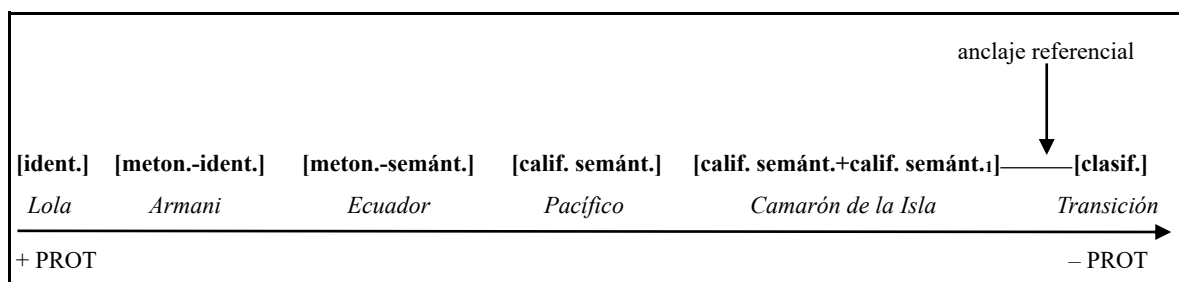 anclaje referencial
[ident.] [meton.-ident.] [meton.-semánt.] [calif. semánt.] [calif. semánt.+calif. semánt.1]———[clasif.]
Lola Armani Ecuador Pacífico Camarón de la Isla Transición
+ PROT – PROT